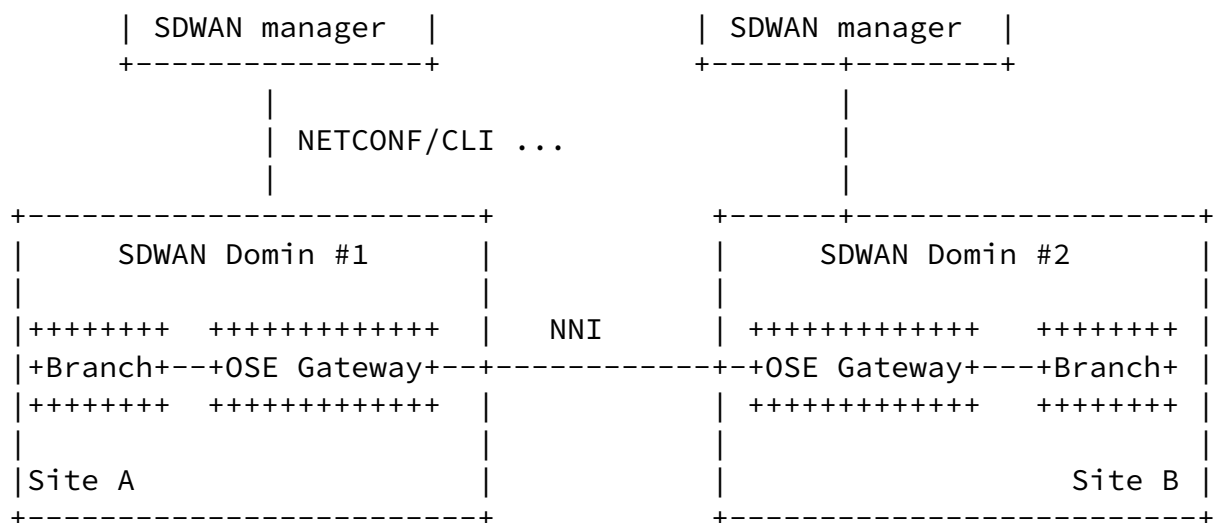 SDWAN manager SDWAN manager
NETCONF/CLI ...
SDWAN Domin #1 SDWAN Domin #2
NNI
Branch OSE Gateway OSE Gateway Branch
Site A Site B